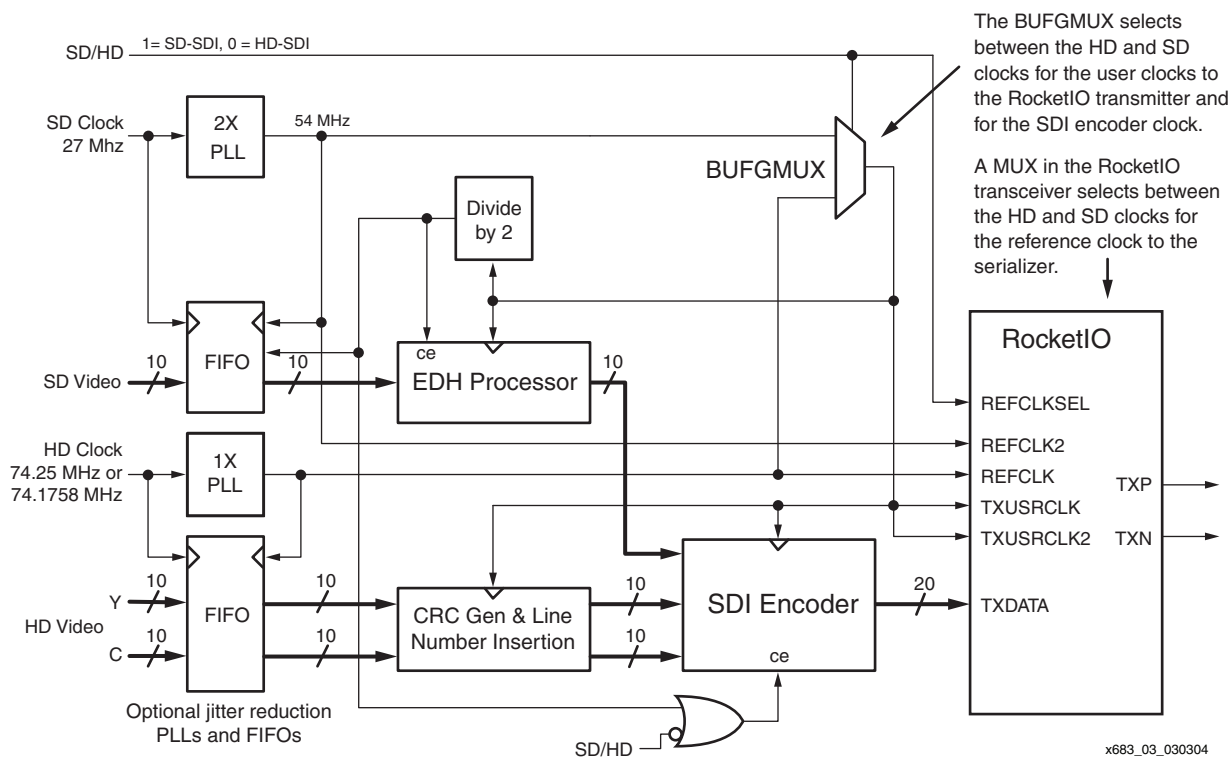 SD/HD
1= SD-SDI, 0 = HD-SDI
The BUFGMUX selects
between the HD and SD
clocks for the user clocks to
the RocketIO transmitter and
for the SDI encoder clock.
SD Clock
27 Mhz
2X
PLL
54 MHz
BUFGMUX
A MUX in the RocketIO
transceiver selects between
the HD and SD clocks for
the reference clock to the
serializer.
Divide
by 2
SD Video
10
FIFO
10
ce
EDH Processor
10
RocketIO
REFCLKSEL
REFCLK2
REFCLK
TXUSRCLK
TXUSRCLK2
TXDATA
TXP
TXN
HD Clock
74.25 MHz or
74.1758 MHz
1X
PLL
HD Video
Y
10
C
10
FIFO
10
10
CRC Gen & Line
Number Insertion
10
10
SDI Encoder
ce
20
Optional jitter reduction
PLLs and FIFOs
SD/HD
x683_03_030304